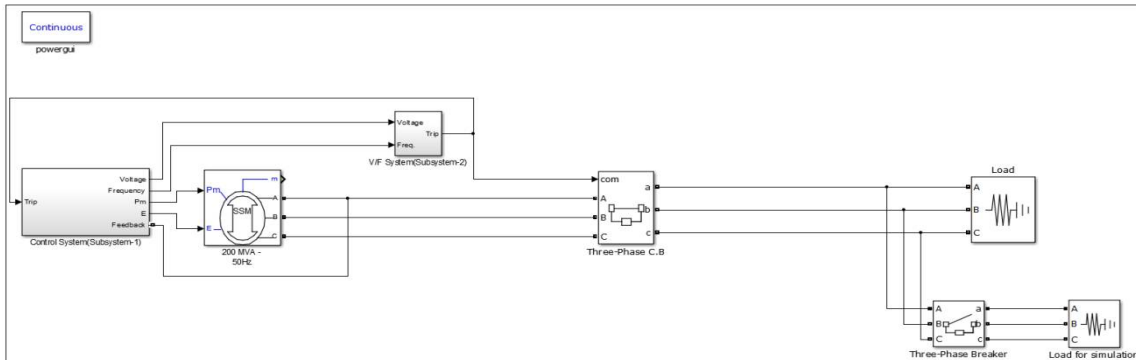 Continuous
powergui
Voltage
Trip
Freq.
V/F System(Subsystem-2)
Trip
Voltage
Frequency
Pm
E
Feedback
Control System(Subsystem-1)
Pm
E
m
SSM
A
B
C
200 MVA -
50Hz
com
A
B
C
a
b
c
Three-Phase C.B
Load
A
B
C
A
B
C
a
b
c
Three-Phase Breaker
A
B
C
Load for simulation